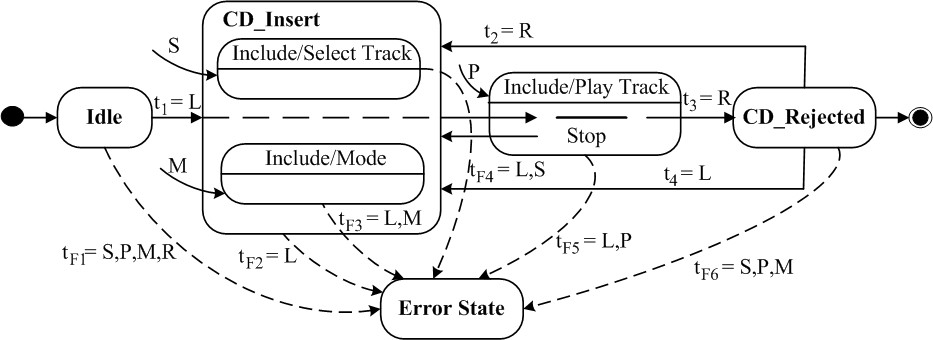 CD_Insert
t2 = R
S
Include/Select Track
P
Include/Play Track
t1 = L
t3 = R
Idle
CD_Rejected
Stop
Include/Mode
M
tF4 = L,S
t4 = L
tF3 = L,M
tF1 = S,P,M,R
tF2 = L
tF5 = L,P
tF6 = S,P,M
Error State